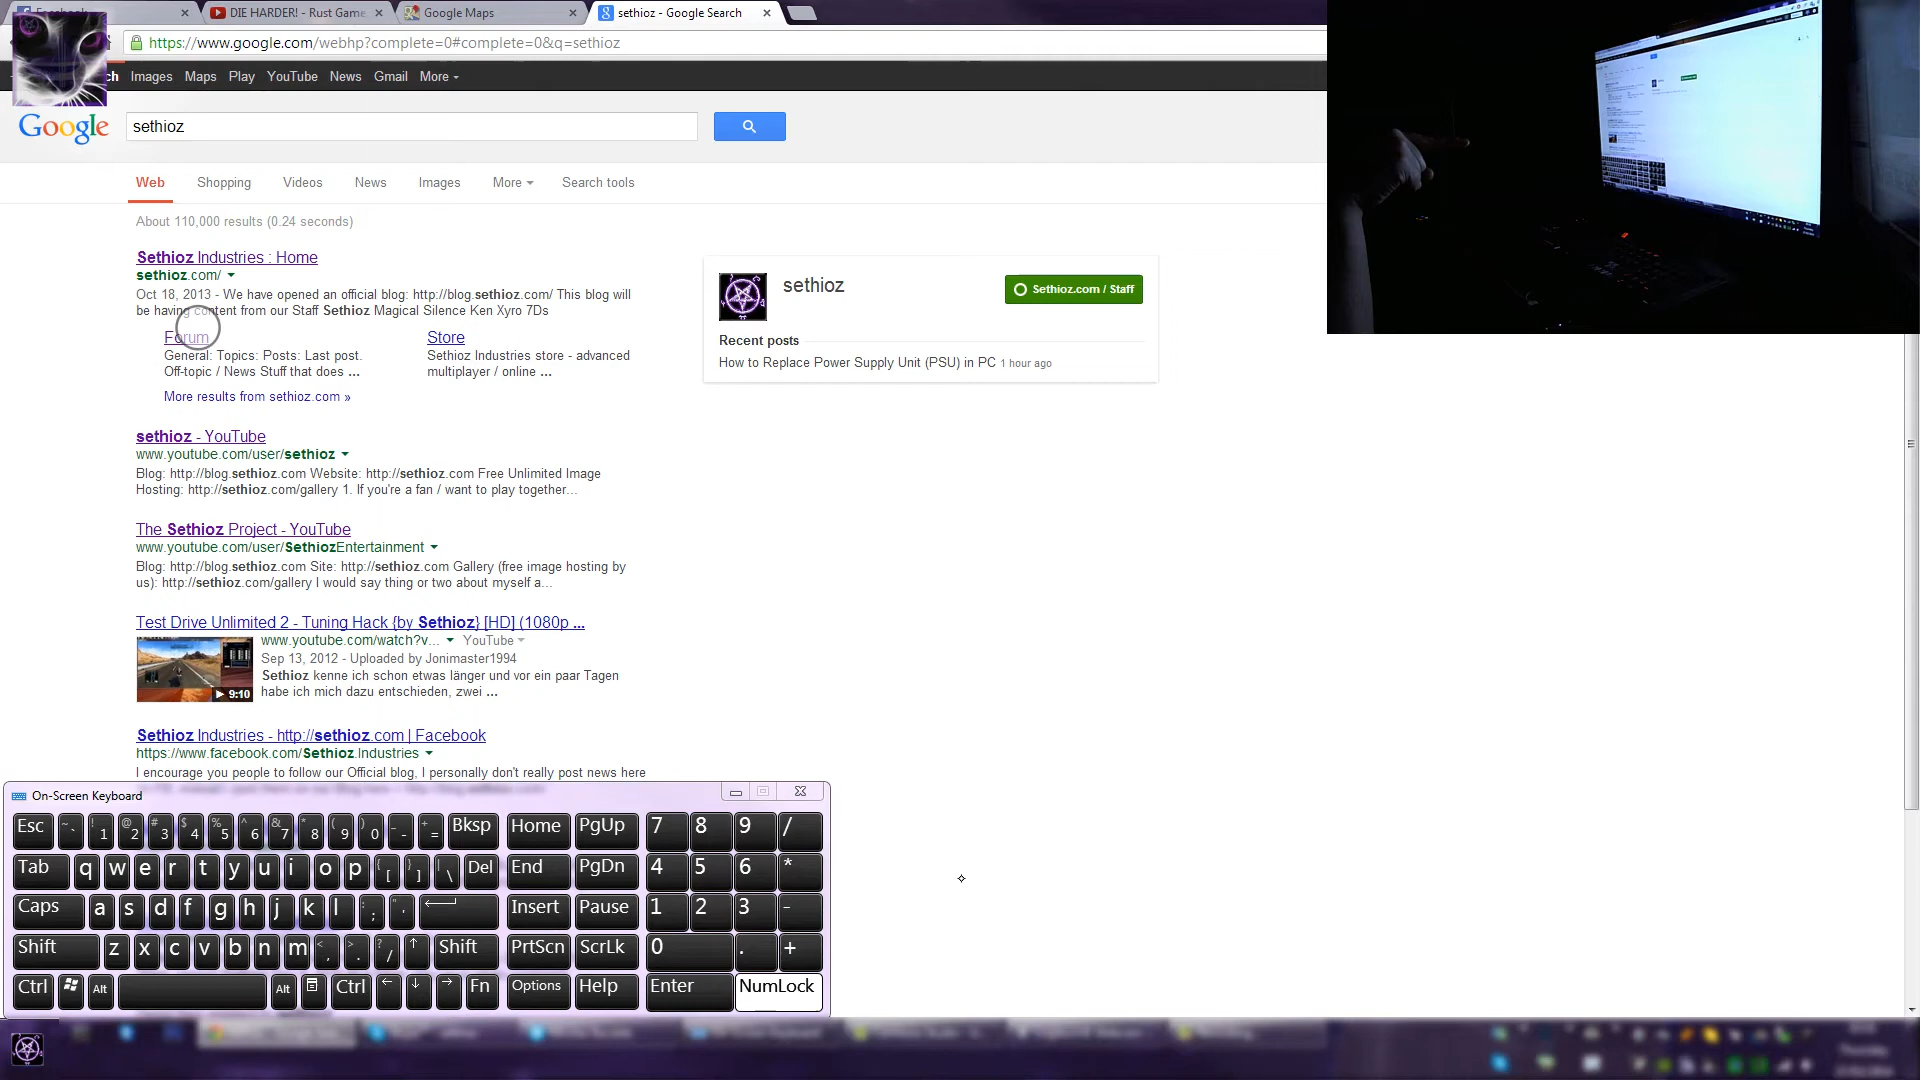 Facebook
DIE HARDER! - Rust Game
Google Maps
sethioz - Google Search
https://www.google.com/webhp?complete=0#complete=0&q=sethioz
ch Images Maps Play YouTube News Gmail More
Google
sethioz
Web Shopping Videos News Images More Search tools
About 110,000 results (0.24 seconds)
Sethioz Industries : Home
sethioz.com/
Oct 18, 2013 - We have opened an official blog: http://blog.sethioz.com/ This blog will
be having content from our Staff Sethioz Magical Silence Ken Xyro 7Ds
Forum
General: Topics: Posts: Last post.
Off-topic / News Stuff that does ...
Store
Sethioz Industries store - advanced
multiplayer / online ...
More results from sethioz.com »
sethioz - YouTube
www.youtube.com/user/sethioz
Blog: http://blog.sethioz.com Website: http://sethioz.com Free Unlimited Image
Hosting: http://sethioz.com/gallery 1. If you're a fan / want to play together...
The Sethioz Project - YouTube
www.youtube.com/user/SethiozEntertainment
Blog: http://blog.sethioz.com Site: http://sethioz.com Gallery (free image hosting by
us): http://sethioz.com/gallery I would say thing or two about myself a...
Test Drive Unlimited 2 - Tuning Hack {by Sethioz} [HD] (1080p ...
www.youtube.com/watch?v... YouTube
Sep 13, 2012 - Uploaded by Jonimaster1994
Sethioz kenne ich schon etwas länger und vor ein paar Tagen
habe ich mich dazu entschieden, zwei ...
9:10
Sethioz Industries - http://sethioz.com | Facebook
https://www.facebook.com/Sethioz.Industries
I encourage you people to follow our Official blog, I personally don't really post news here
sethioz
Sethioz.com / Staff
Recent posts
How to Replace Power Supply Unit (PSU) in PC 1 hour ago
On-Screen Keyboard
Esc ~ ` ! 1 @ 2 # 3 $ 4 % 5 ^ 6 & 7 * 8 ( 9 ) 0 _ - + = Bksp Home PgUp 7 8 9 /
Tab q w e r t y u i o p { [ } ] | \ Del End PgDn 4 5 6 *
Caps a s d f g h j k l : ; " ' Insert Pause 1 2 3 -
Shift z x c v b n m < , > . ? / ↑ Shift PrtScn ScrLk 0 . +
Ctrl Alt Alt Ctrl ← ↓ → Fn Options Help Enter NumLock